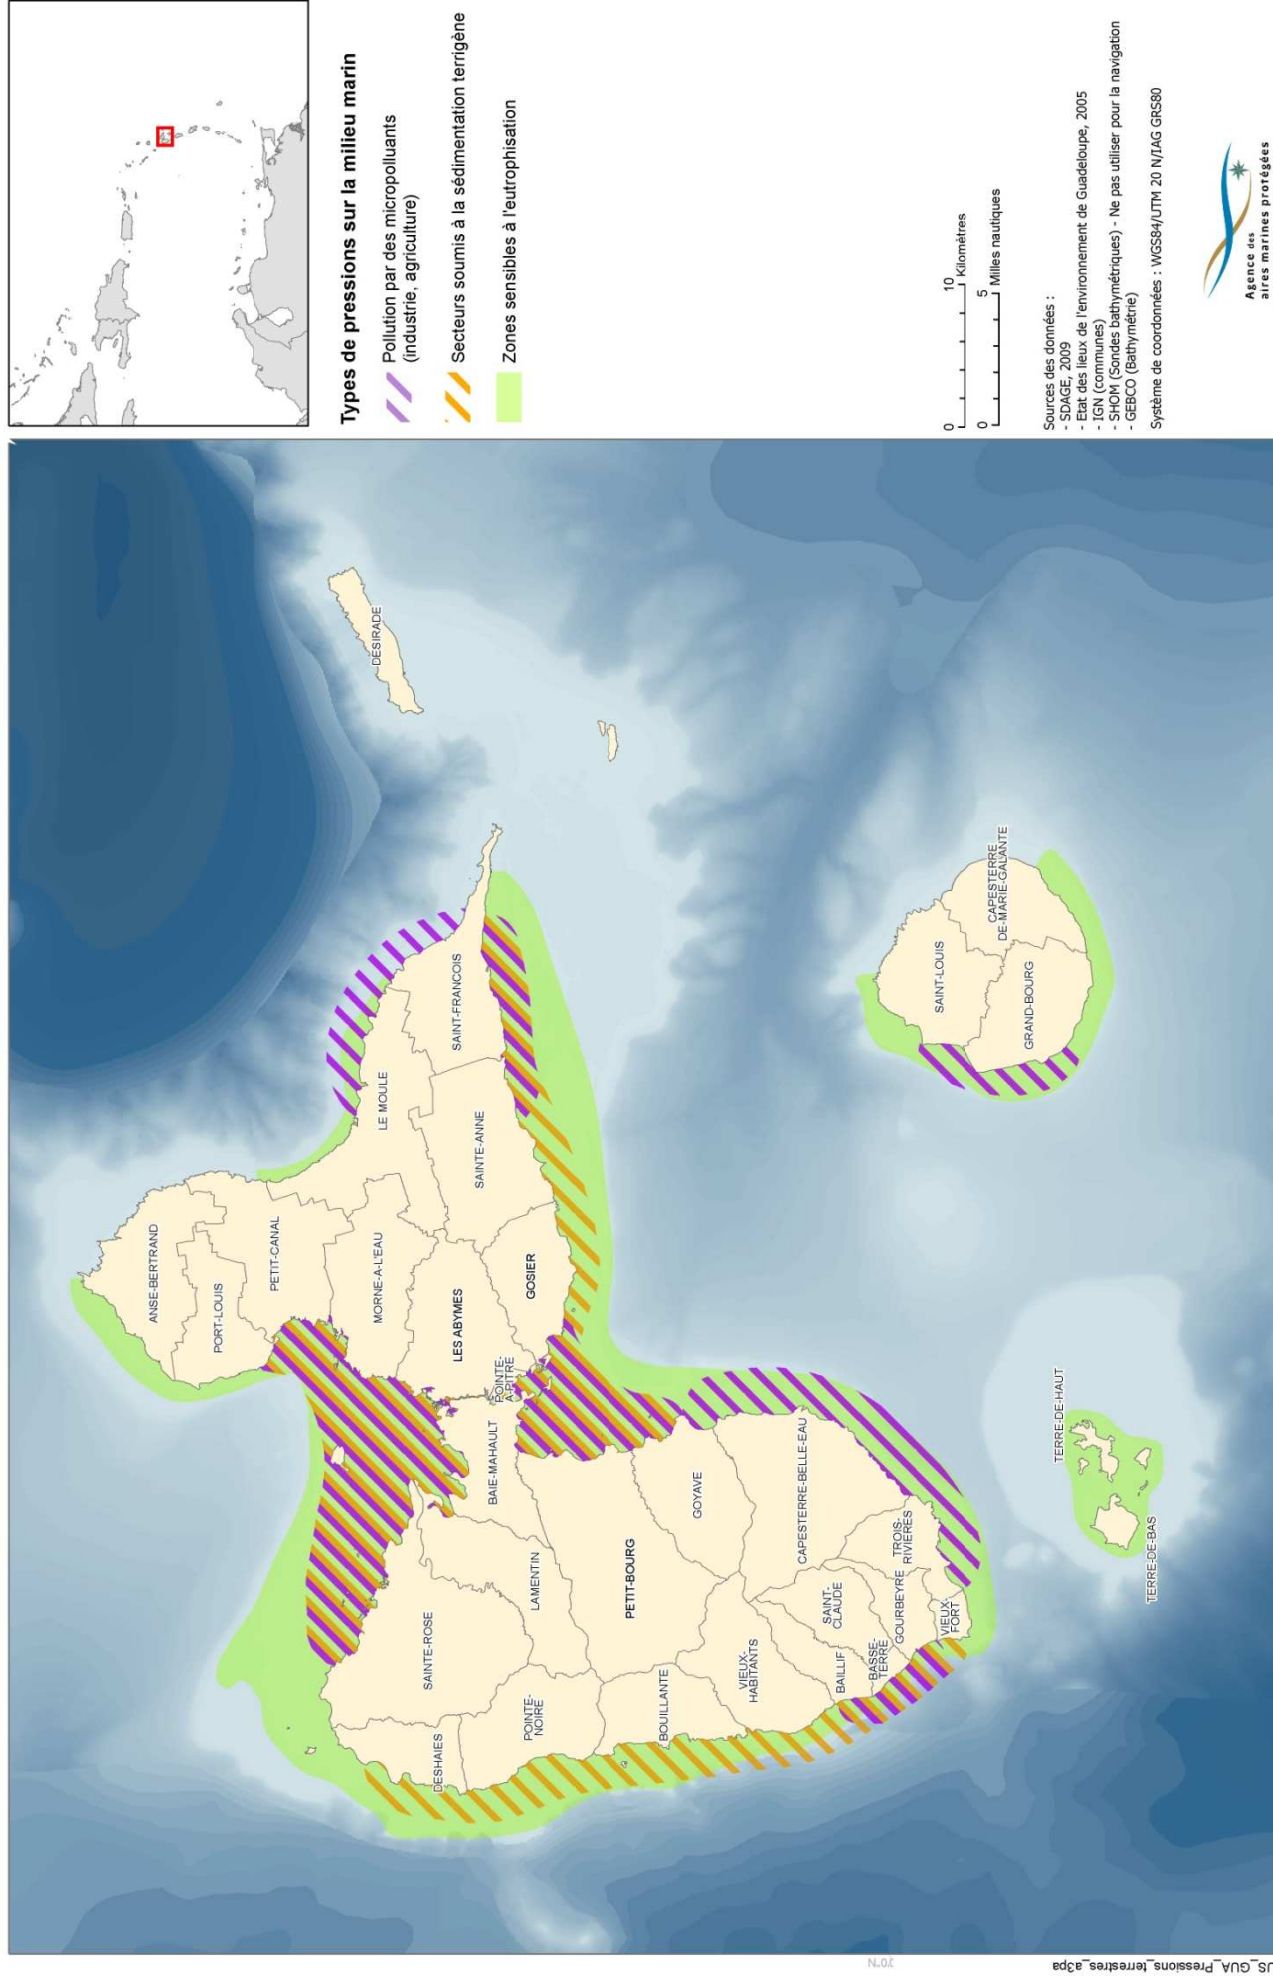 Types de pressions sur la milieu marin
Pollution par des micropolluants
(industrie, agriculture)
Secteurs soumis à la sédimentation terrigène
Zones sensibles à l'eutrophisation
0 10
Kilomètres
0 5
Milles nautiques
Sources des données :
- SDAGE, 2009
- Etat des lieux de l'environnement de Guadeloupe, 2005
- IGN (communes)
- SHOM (Sondes bathymétriques) - Ne pas utiliser pour la navigation
- GEBCO (Bathymétrie)
Système de coordonnées : WGS84/UTM 20 N/IAG GRS80
Agence des
aires marines protégées
ANSE-BERTRAND
PORT-LOUIS
PETIT-CANAL
MORNE-A-L'EAU
LE MOULE
SAINT-FRANCOIS
SAINTE-ANNE
LES ABYMES
GOSIER
POINTE-
A-PITRE
BAIE-MAHAULT
DESIRADE
SAINTE-ROSE
LAMENTIN
DESHAIES
POINTE-
NOIRE
PETIT-BOURG
GOYAVE
BOUILLANTE
VIEUX-
HABITANTS
CAPESTERRE-BELLE-EAU
SAINT-
CLAUDE
BAILLIF
BASSE-
TERRE
GOURBEYRE
TROIS-
RIVIERES
VIEUX-
FORT
SAINT-LOUIS
CAPESTERRE
DE-MARIE-GALANTE
GRAND-BOURG
TERRE-DE-HAUT
TERRE-DE-BAS
US_GUA_Pressions_terrestres_a3pa